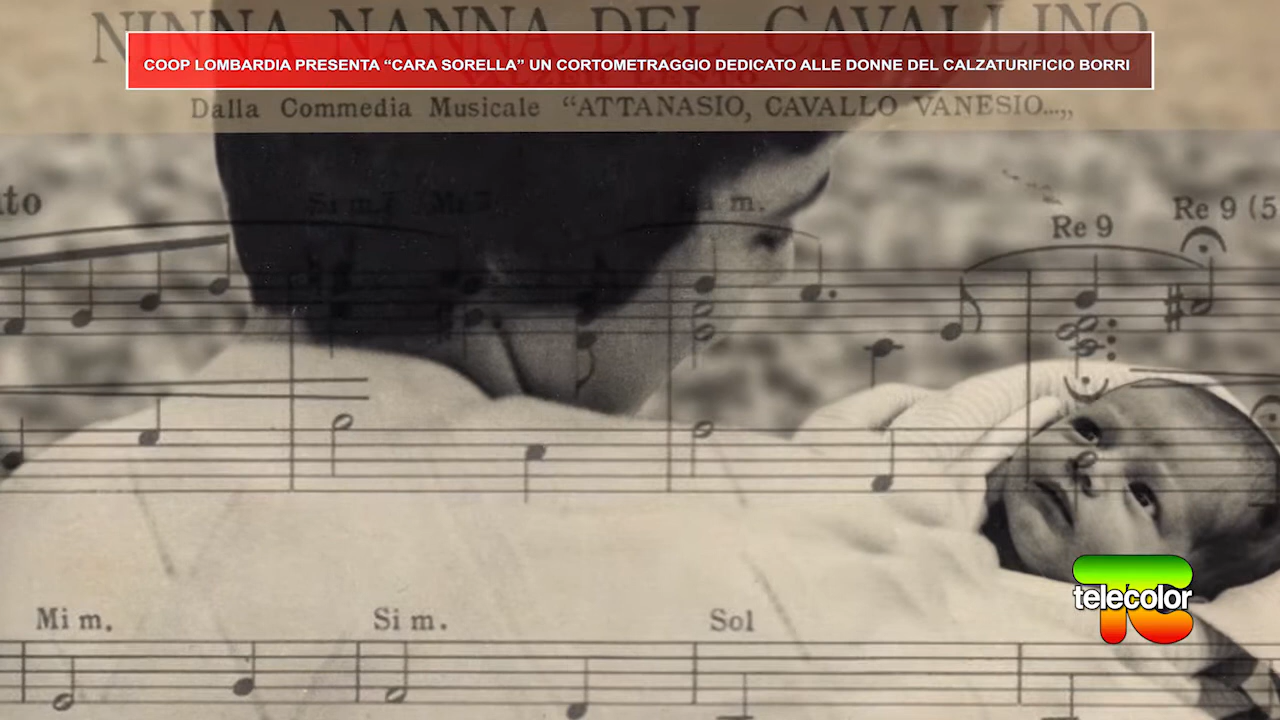 NINNA NANNA DEL CAVALLINO
COOP LOMBARDIA PRESENTA “CARA SORELLA” UN CORTOMETRAGGIO DEDICATO ALLE DONNE DEL CALZATURIFICIO BORRI
Dalla Commedia Musicale “ATTANASIO, CAVALLO VANESIO...„
Re 9
Re 9 (5
telecolor
Mi m.
Si m.
Sol